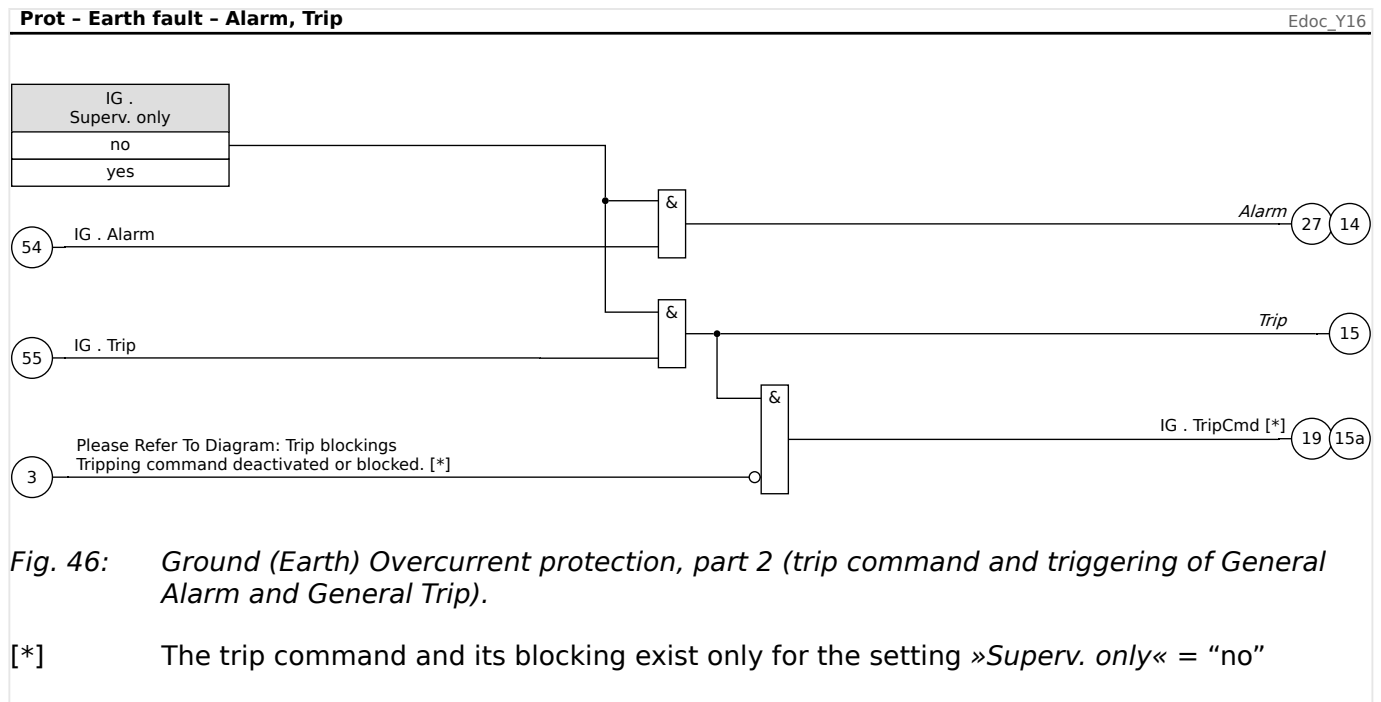 Prot – Earth fault – Alarm, Trip
Edoc_Y16
IG .
Superv. only
no
yes
&
Alarm
27
14
54
IG . Alarm
&
Trip
15
55
IG . Trip
&
IG . TripCmd [*]
19
15a
Please Refer To Diagram: Trip blockings
Tripping command deactivated or blocked. [*]
3
Fig. 46: Ground (Earth) Overcurrent protection, part 2 (trip command and triggering of General
Alarm and General Trip).
[*] The trip command and its blocking exist only for the setting »Superv. only« = “no”